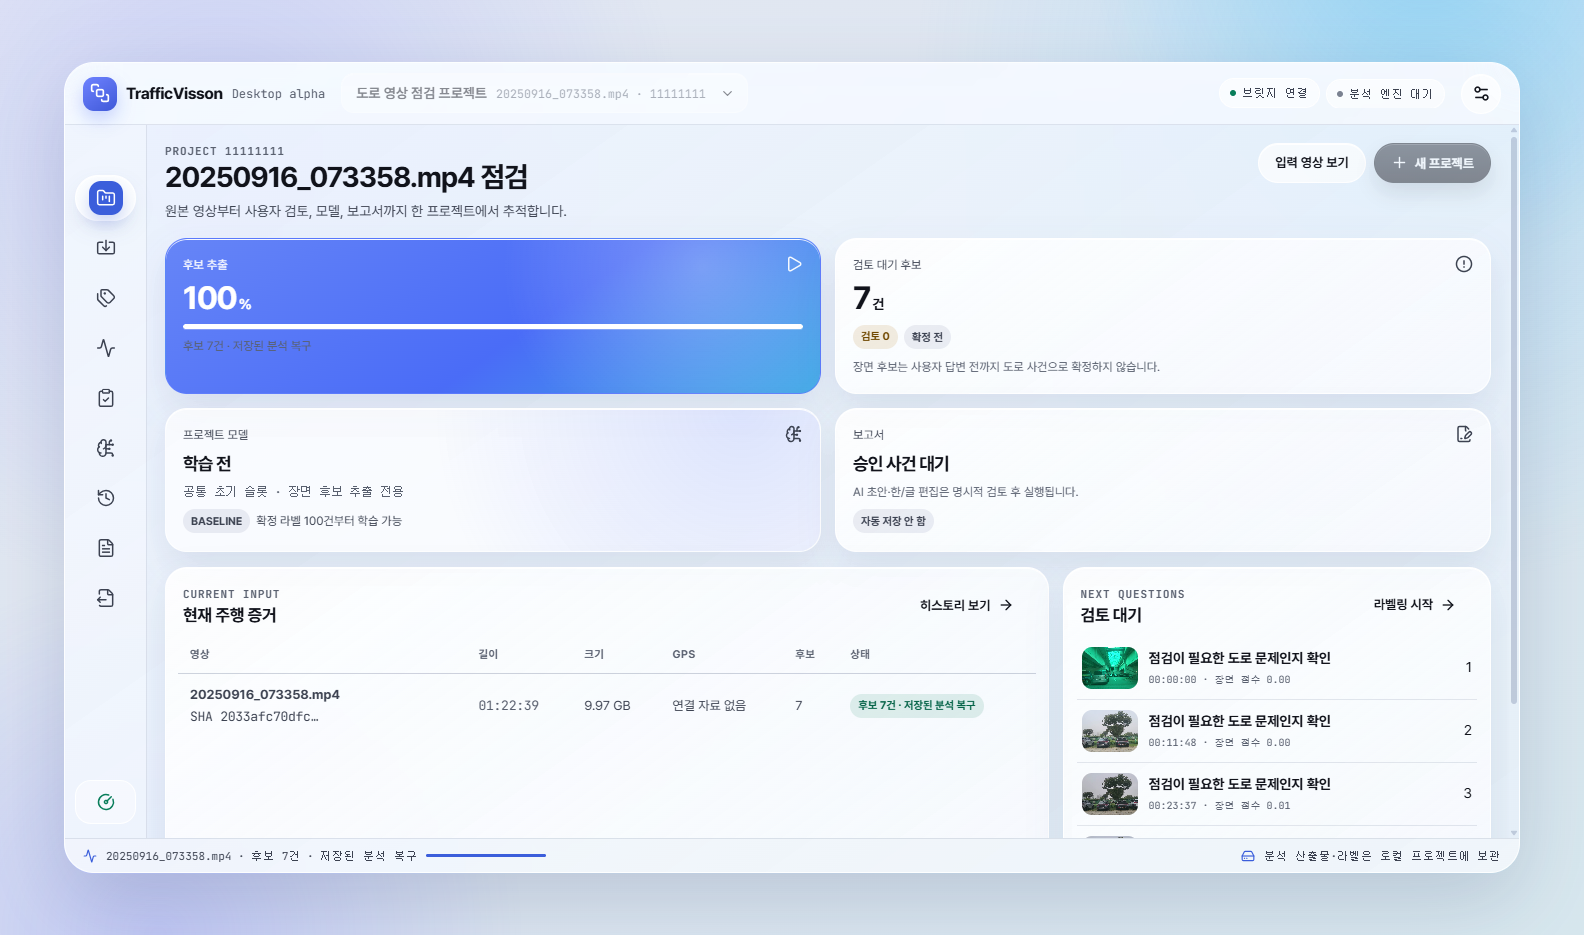 TrafficVisson Desktop alpha
도로 영상 점검 프로젝트 20250916_073358.mp4 · 11111111
브릿지 연결
분석 엔진 대기
PROJECT 11111111
20250916_073358.mp4 점검
원본 영상부터 사용자 검토, 모델, 보고서까지 한 프로젝트에서 추적합니다.
입력 영상 보기
새 프로젝트
후보 추출
100%
후보 7건 · 저장된 분석 복구
검토 대기 후보
7건
검토 0 확정 전
장면 후보는 사용자 답변 전까지 도로 사건으로 확정하지 않습니다.
프로젝트 모델
학습 전
공통 초기 슬롯 · 장면 후보 추출 전용
BASELINE 확정 라벨 100건부터 학습 가능
보고서
승인 사건 대기
AI 초안·한/글 편집은 명시적 검토 후 실행됩니다.
자동 저장 안 함
CURRENT INPUT
현재 주행 증거
히스토리 보기
영상 길이 크기 GPS 후보 상태
20250916_073358.mp4
SHA 2033afc70dfc…
01:22:39 9.97 GB 연결 자료 없음 7 후보 7건 · 저장된 분석 복구
NEXT QUESTIONS
검토 대기
라벨링 시작
점검이 필요한 도로 문제인지 확인
00:00:00 · 장면 점수 0.00
1
점검이 필요한 도로 문제인지 확인
00:11:48 · 장면 점수 0.00
2
점검이 필요한 도로 문제인지 확인
00:23:37 · 장면 점수 0.01
3
20250916_073358.mp4 · 후보 7건 · 저장된 분석 복구
분석 산출물·라벨은 로컬 프로젝트에 보관